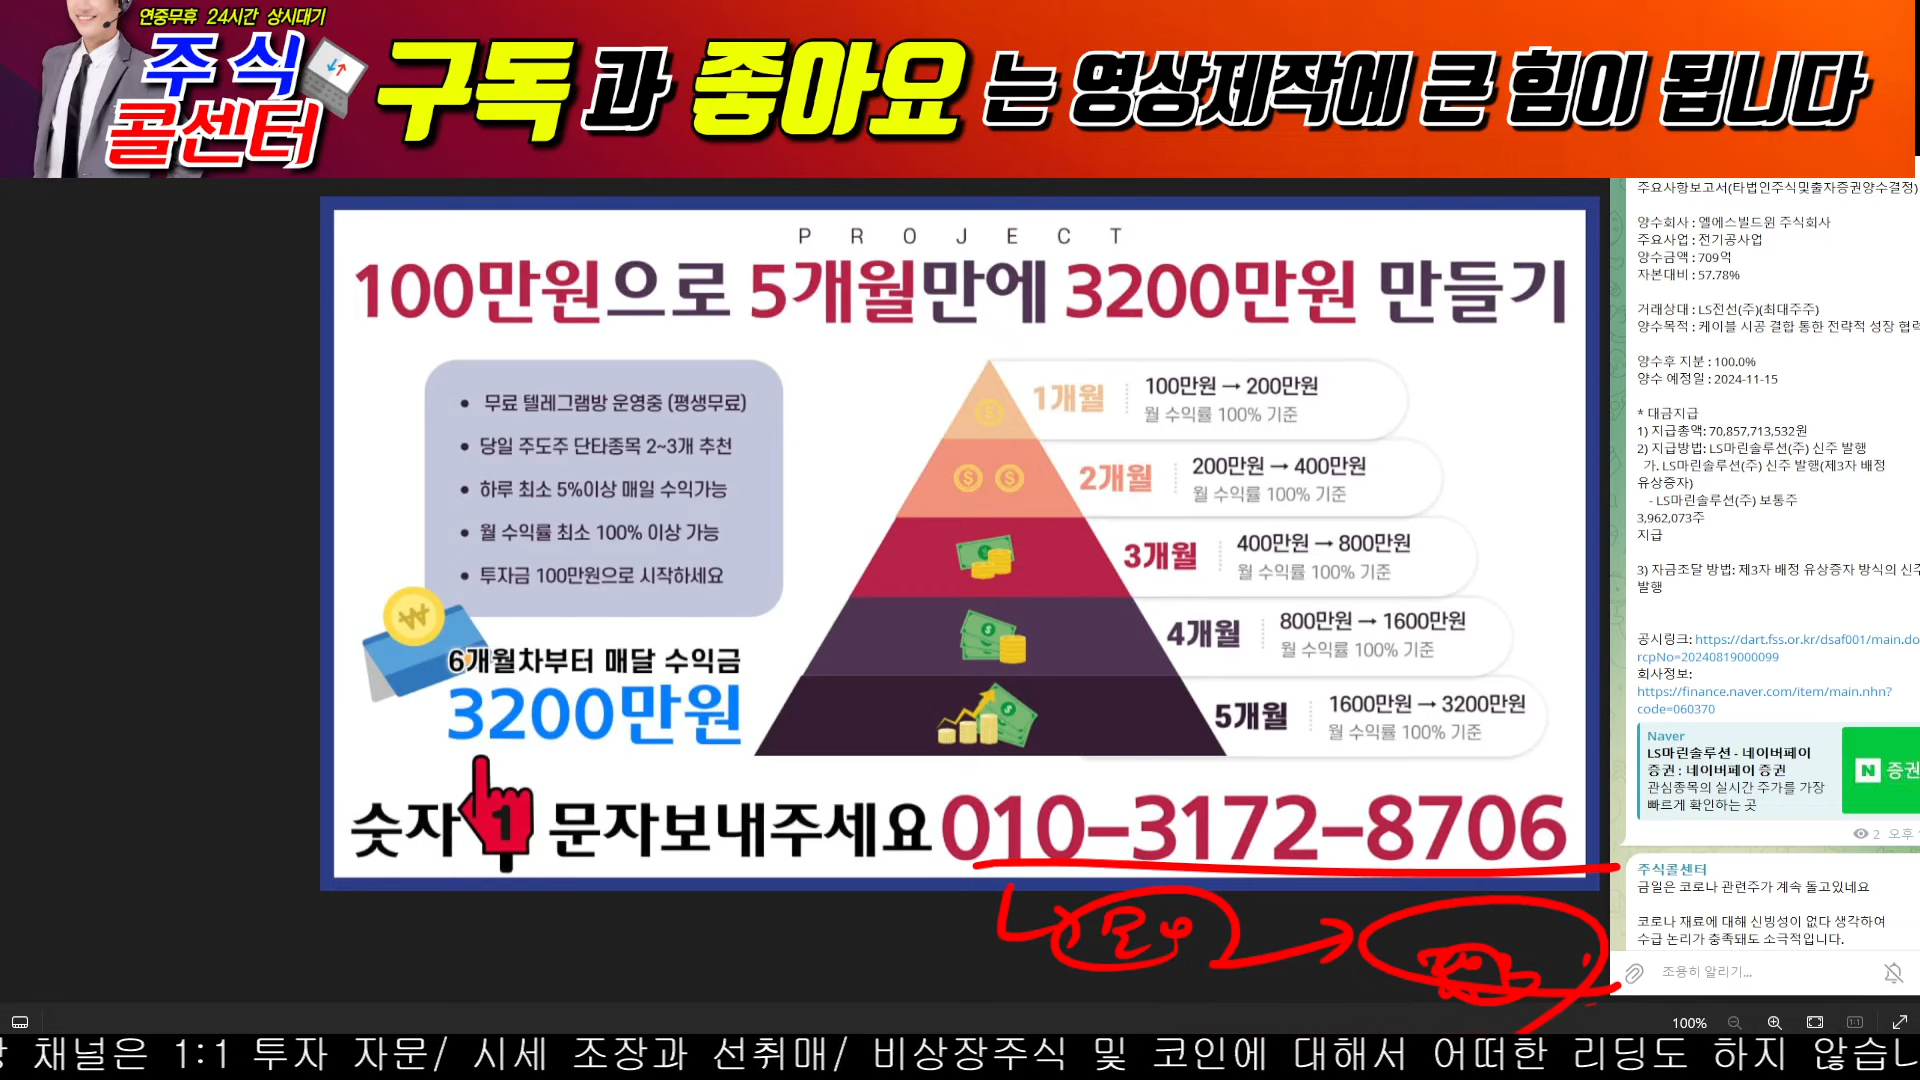 연중무휴 24시간 상시대기
주식
콜센터
구독과 좋아요는 영상제작에 큰 힘이 됩니다
PROJECT
100만원으로 5개월만에 3200만원 만들기
• 무료 텔레그램방 운영중 (평생무료)
• 당일 주도주 단타종목 2~3개 추천
• 하루 최소 5%이상 매일 수익가능
• 월 수익률 최소 100% 이상 가능
• 투자금 100만원으로 시작하세요
6개월차부터 매달 수익금
3200만원
1개월
100만원 → 200만원
월 수익률 100% 기준
2개월
200만원 → 400만원
월 수익률 100% 기준
3개월
400만원 → 800만원
월 수익률 100% 기준
4개월
800만원 → 1600만원
월 수익률 100% 기준
5개월
1600만원 → 3200만원
월 수익률 100% 기준
숫자 1 문자보내주세요 010-3172-8706
주요사항보고서(타법인주식및출자증권양수결정)
양수회사 : 엘에스빌드윈 주식회사
주요사업 : 전기공사업
양수금액 : 709억
자본대비 : 57.78%
거래상대 : LS전선(주)(최대주주)
양수목적 : 케이블 시공 결합 통한 전략적 성장 협력
양수후 지분 : 100.0%
양수 예정일 : 2024-11-15
* 대금지급
1) 지급총액: 70,857,713,532원
2) 지급방법: LS마린솔루션(주) 신주 발행
가. LS마린솔루션(주) 신주 발행(제3자 배정
유상증자)
- LS마린솔루션(주) 보통주
3,962,073주
지급
3) 자금조달 방법: 제3자 배정 유상증자 방식의 신주
발행
공시링크: https://dart.fss.or.kr/dsaf001/main.do
rcpNo=20240819000099
회사정보:
https://finance.naver.com/item/main.nhn?
code=060370
Naver
LS마린솔루션 - 네이버페이
증권 : 네이버페이 증권
관심종목의 실시간 주가를 가장
빠르게 확인하는 곳
N 증권
2 오후
주식콜센터
금일은 코로나 관련주가 계속 돌고있네요
코로나 재료에 대해 신빙성이 없다 생각하여
수급 논리가 충족돼도 소극적입니다.
조용히 알리기...
100%
채널은 1:1 투자 자문/ 시세 조장과 선취매/ 비상장주식 및 코인에 대해서 어떠한 리딩도 하지 않습니